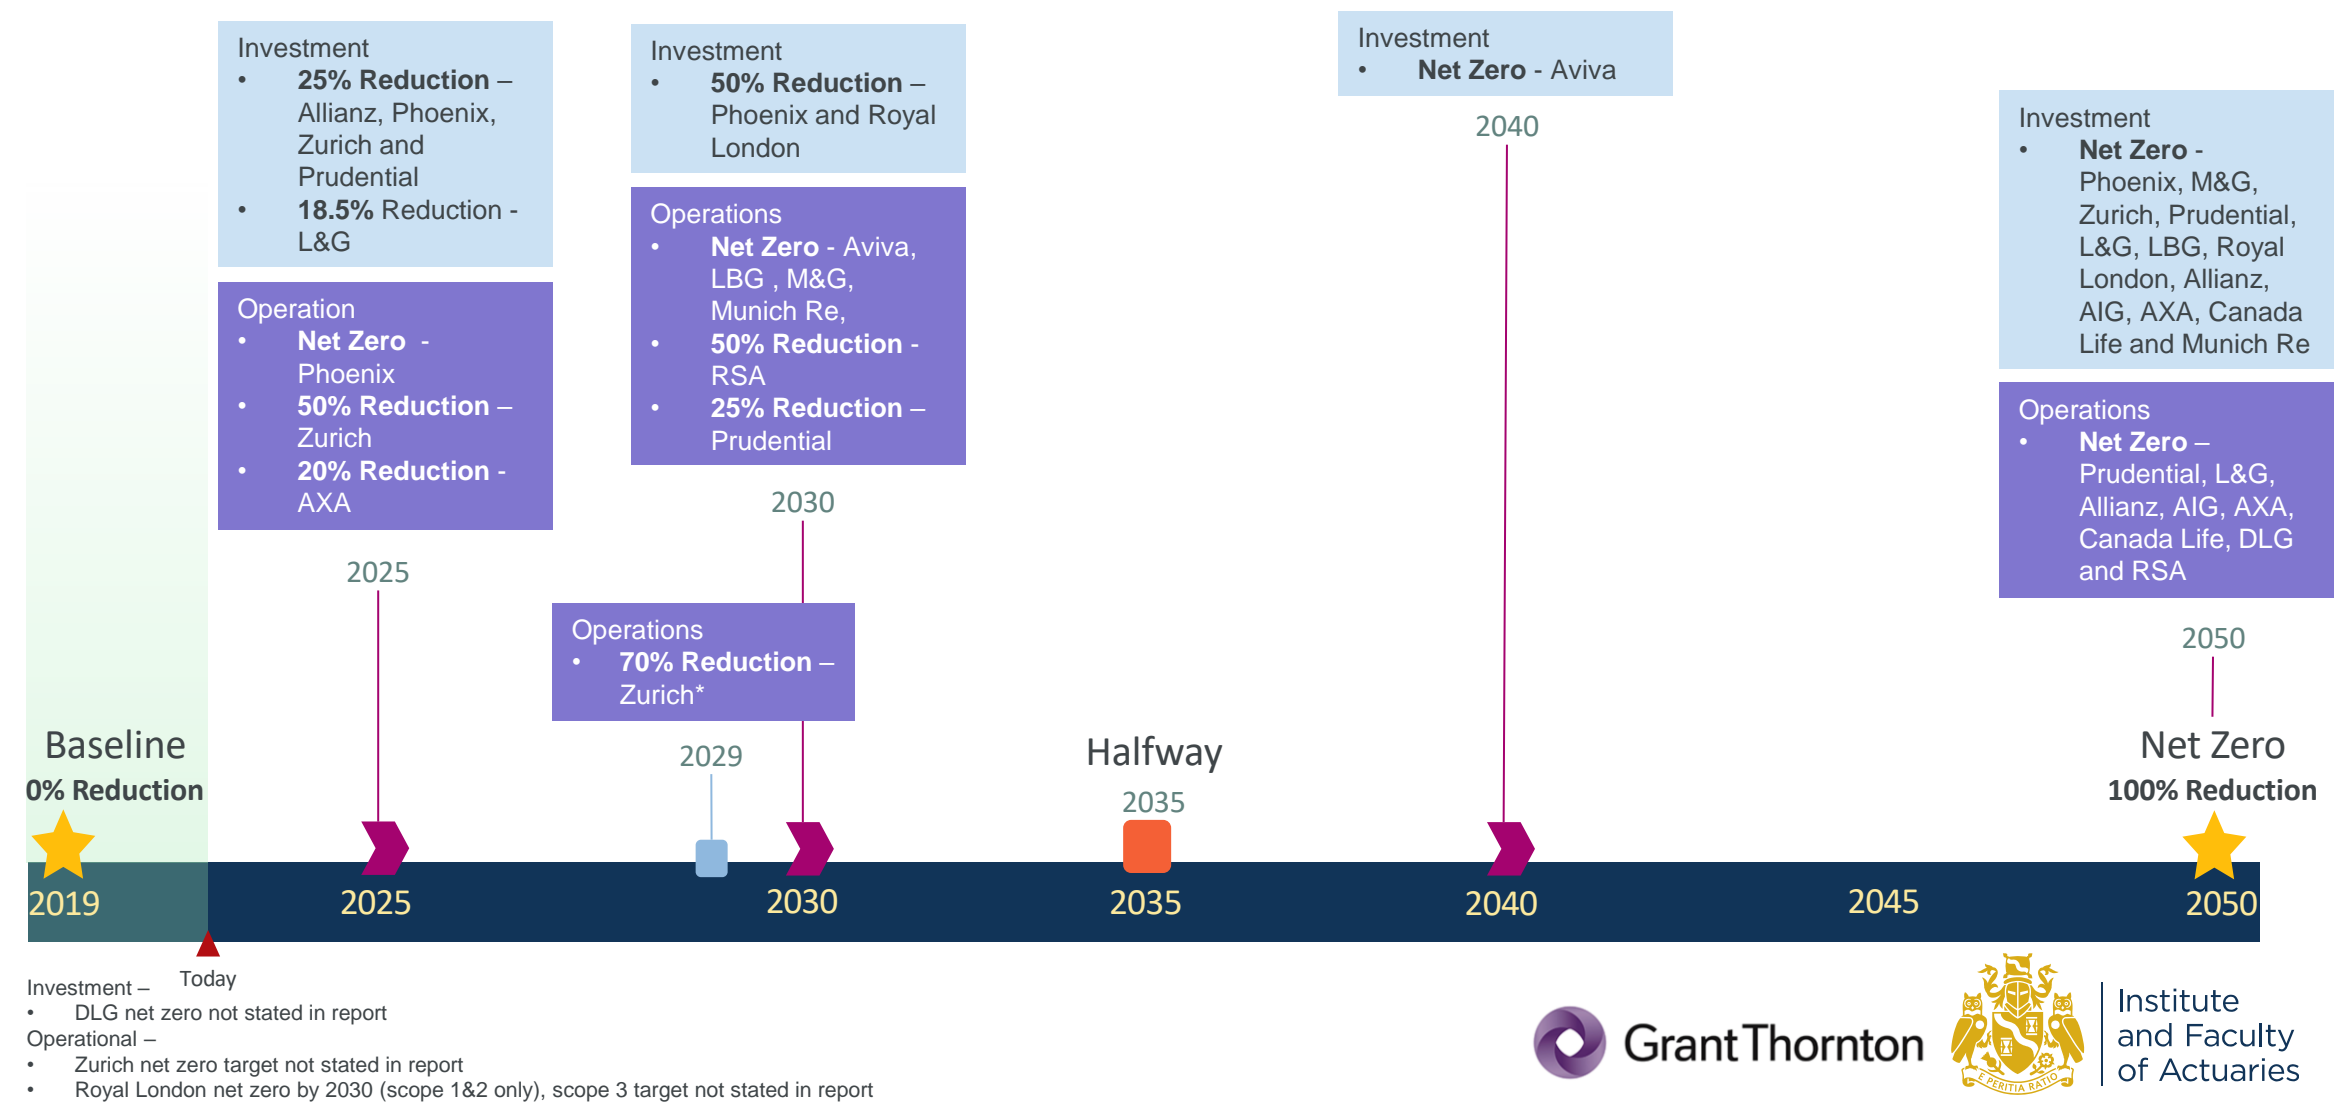 Investment
• 25% Reduction –
Allianz, Phoenix,
Zurich and
Prudential
• 18.5% Reduction -
L&G
Operation
• Net Zero  -
Phoenix
• 50% Reduction –
Zurich
• 20% Reduction -
AXA
2025
Investment
• 50% Reduction –
Phoenix and Royal
London
Operations
• Net Zero - Aviva,
LBG , M&G,
Munich Re,
• 50% Reduction -
RSA
• 25% Reduction –
Prudential
2030
Operations
• 70% Reduction –
Zurich*
2029
Investment
• Net Zero - Aviva
2040
Investment
• Net Zero -
Phoenix, M&G,
Zurich, Prudential,
L&G, LBG, Royal
London, Allianz,
AIG, AXA, Canada
Life and Munich Re
Operations
• Net Zero –
Prudential, L&G,
Allianz, AIG, AXA,
Canada Life, DLG
and RSA
2050
Baseline
0% Reduction
Halfway
2035
Net Zero
100% Reduction
2019
2025
2030
2035
2040
2045
2050
Today
Investment –
• DLG net zero not stated in report
Operational –
• Zurich net zero target not stated in report
• Royal London net zero by 2030 (scope 1&2 only), scope 3 target not stated in report
Grant Thornton
E PERITIA RATIO
Institute
and Faculty
of Actuaries